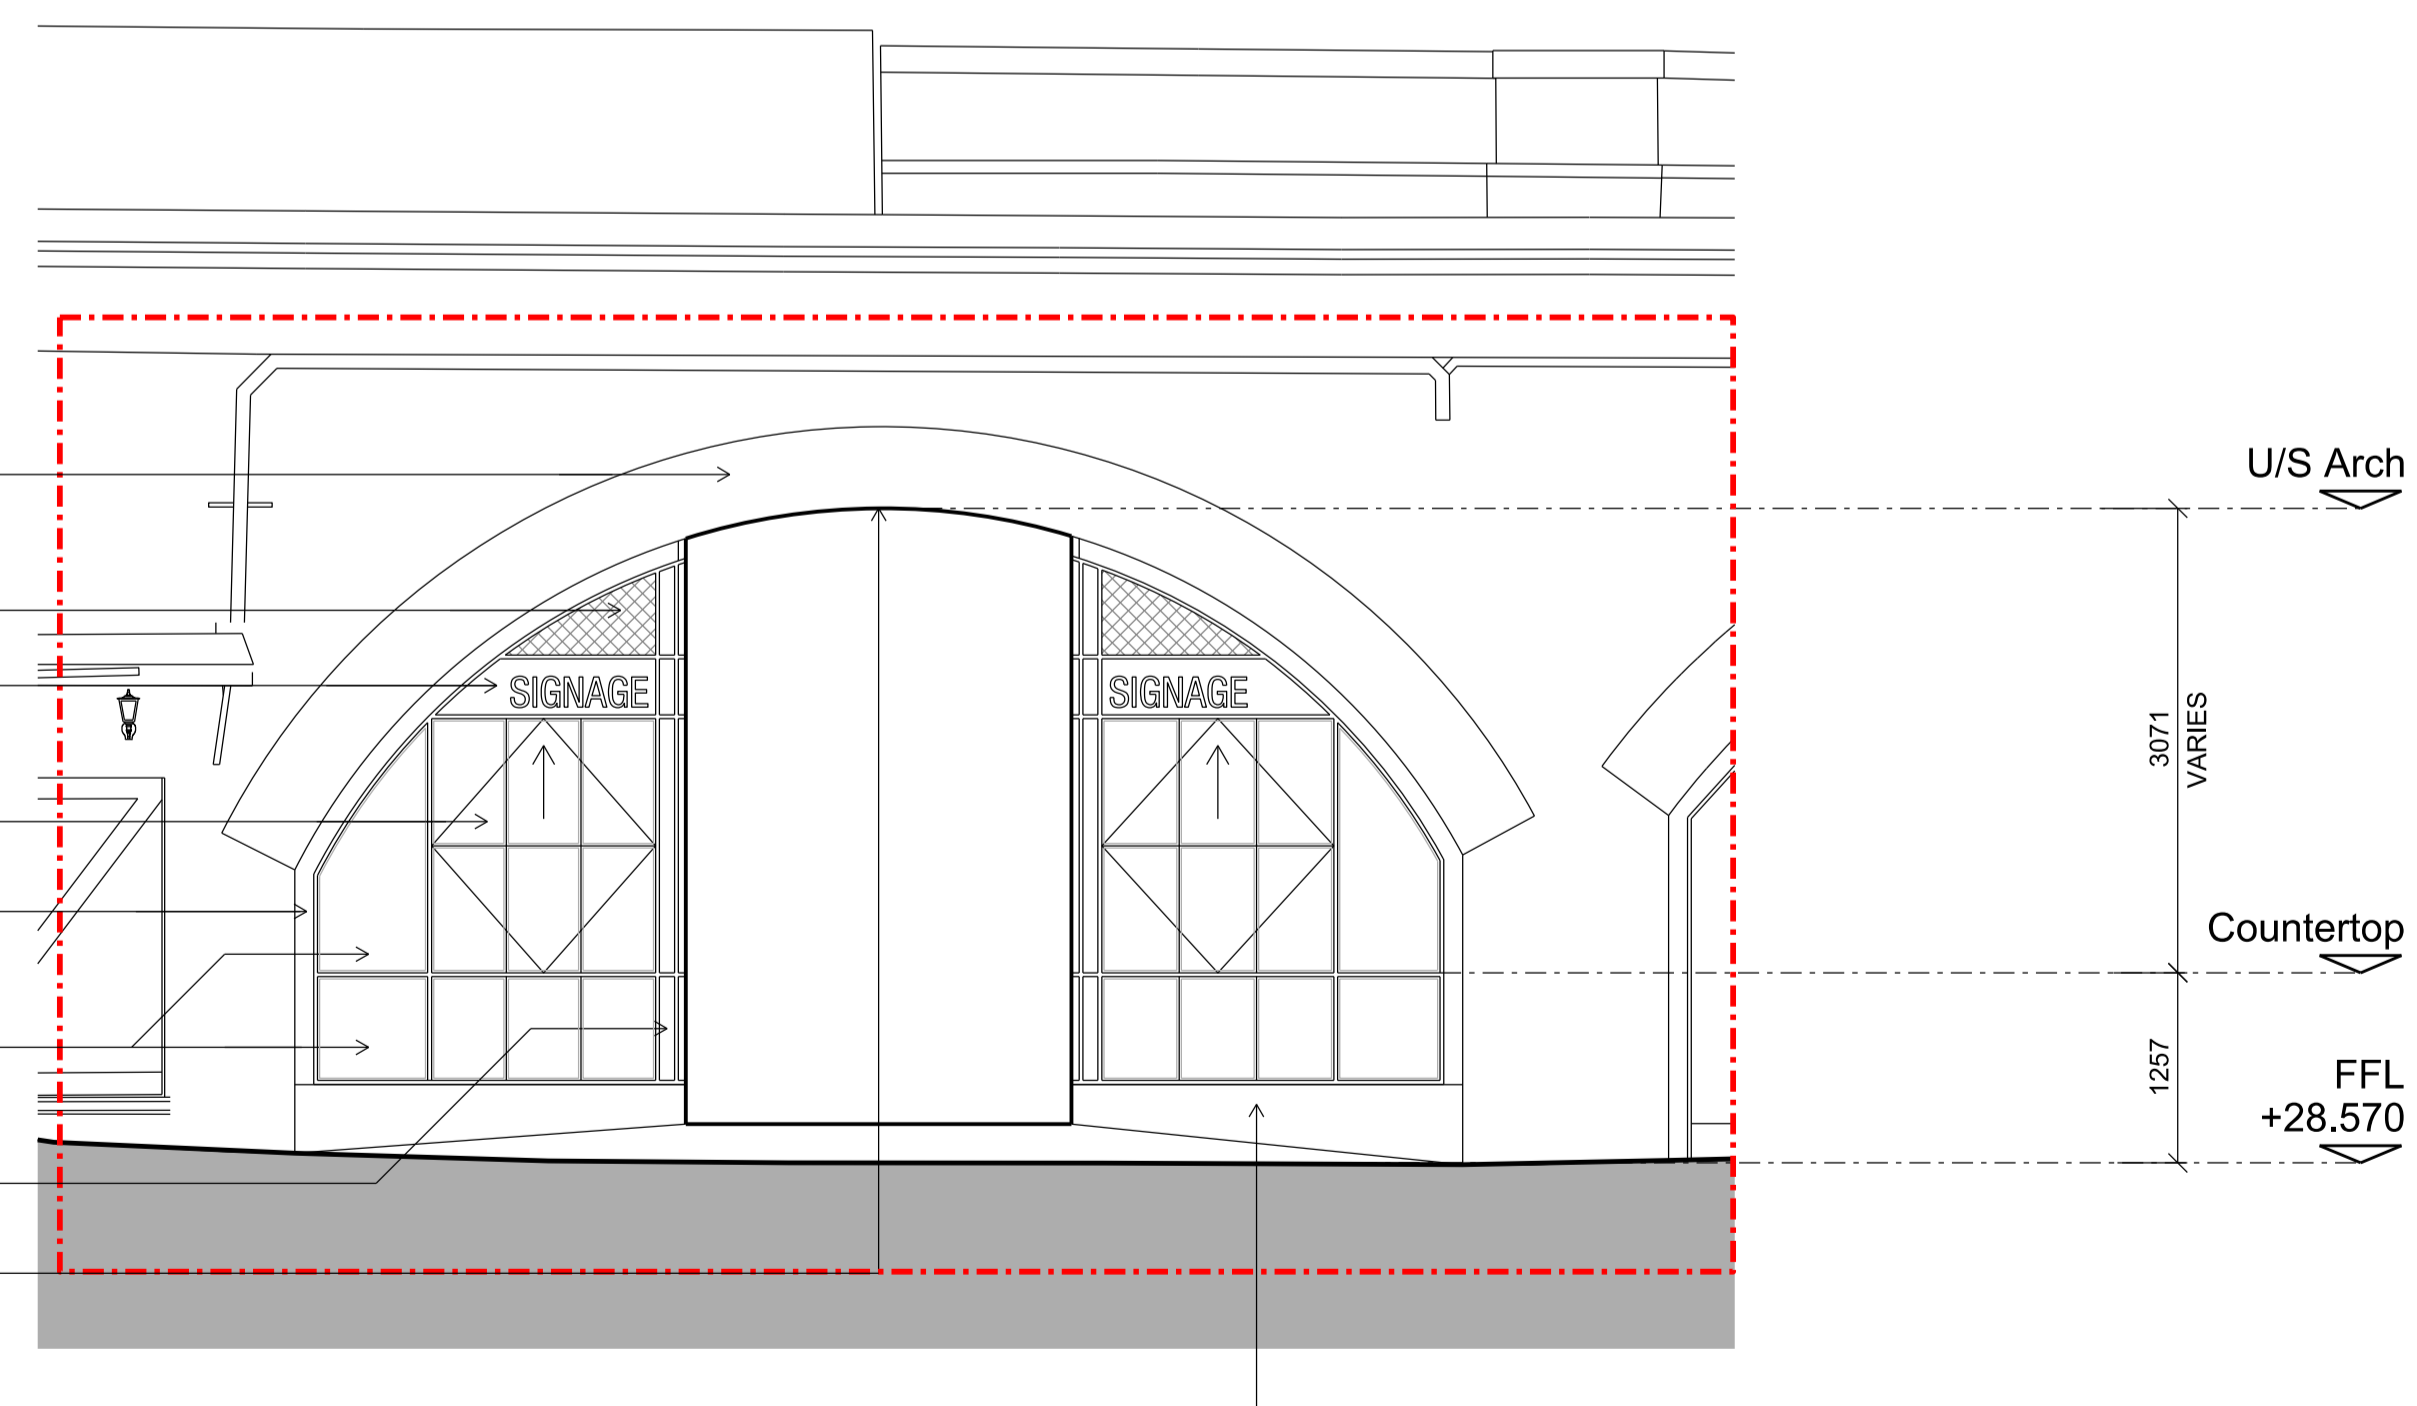 U/S Arch
SIGNAGE
SIGNAGE
3071
VARIES
Countertop
1257
FFL
+28.570